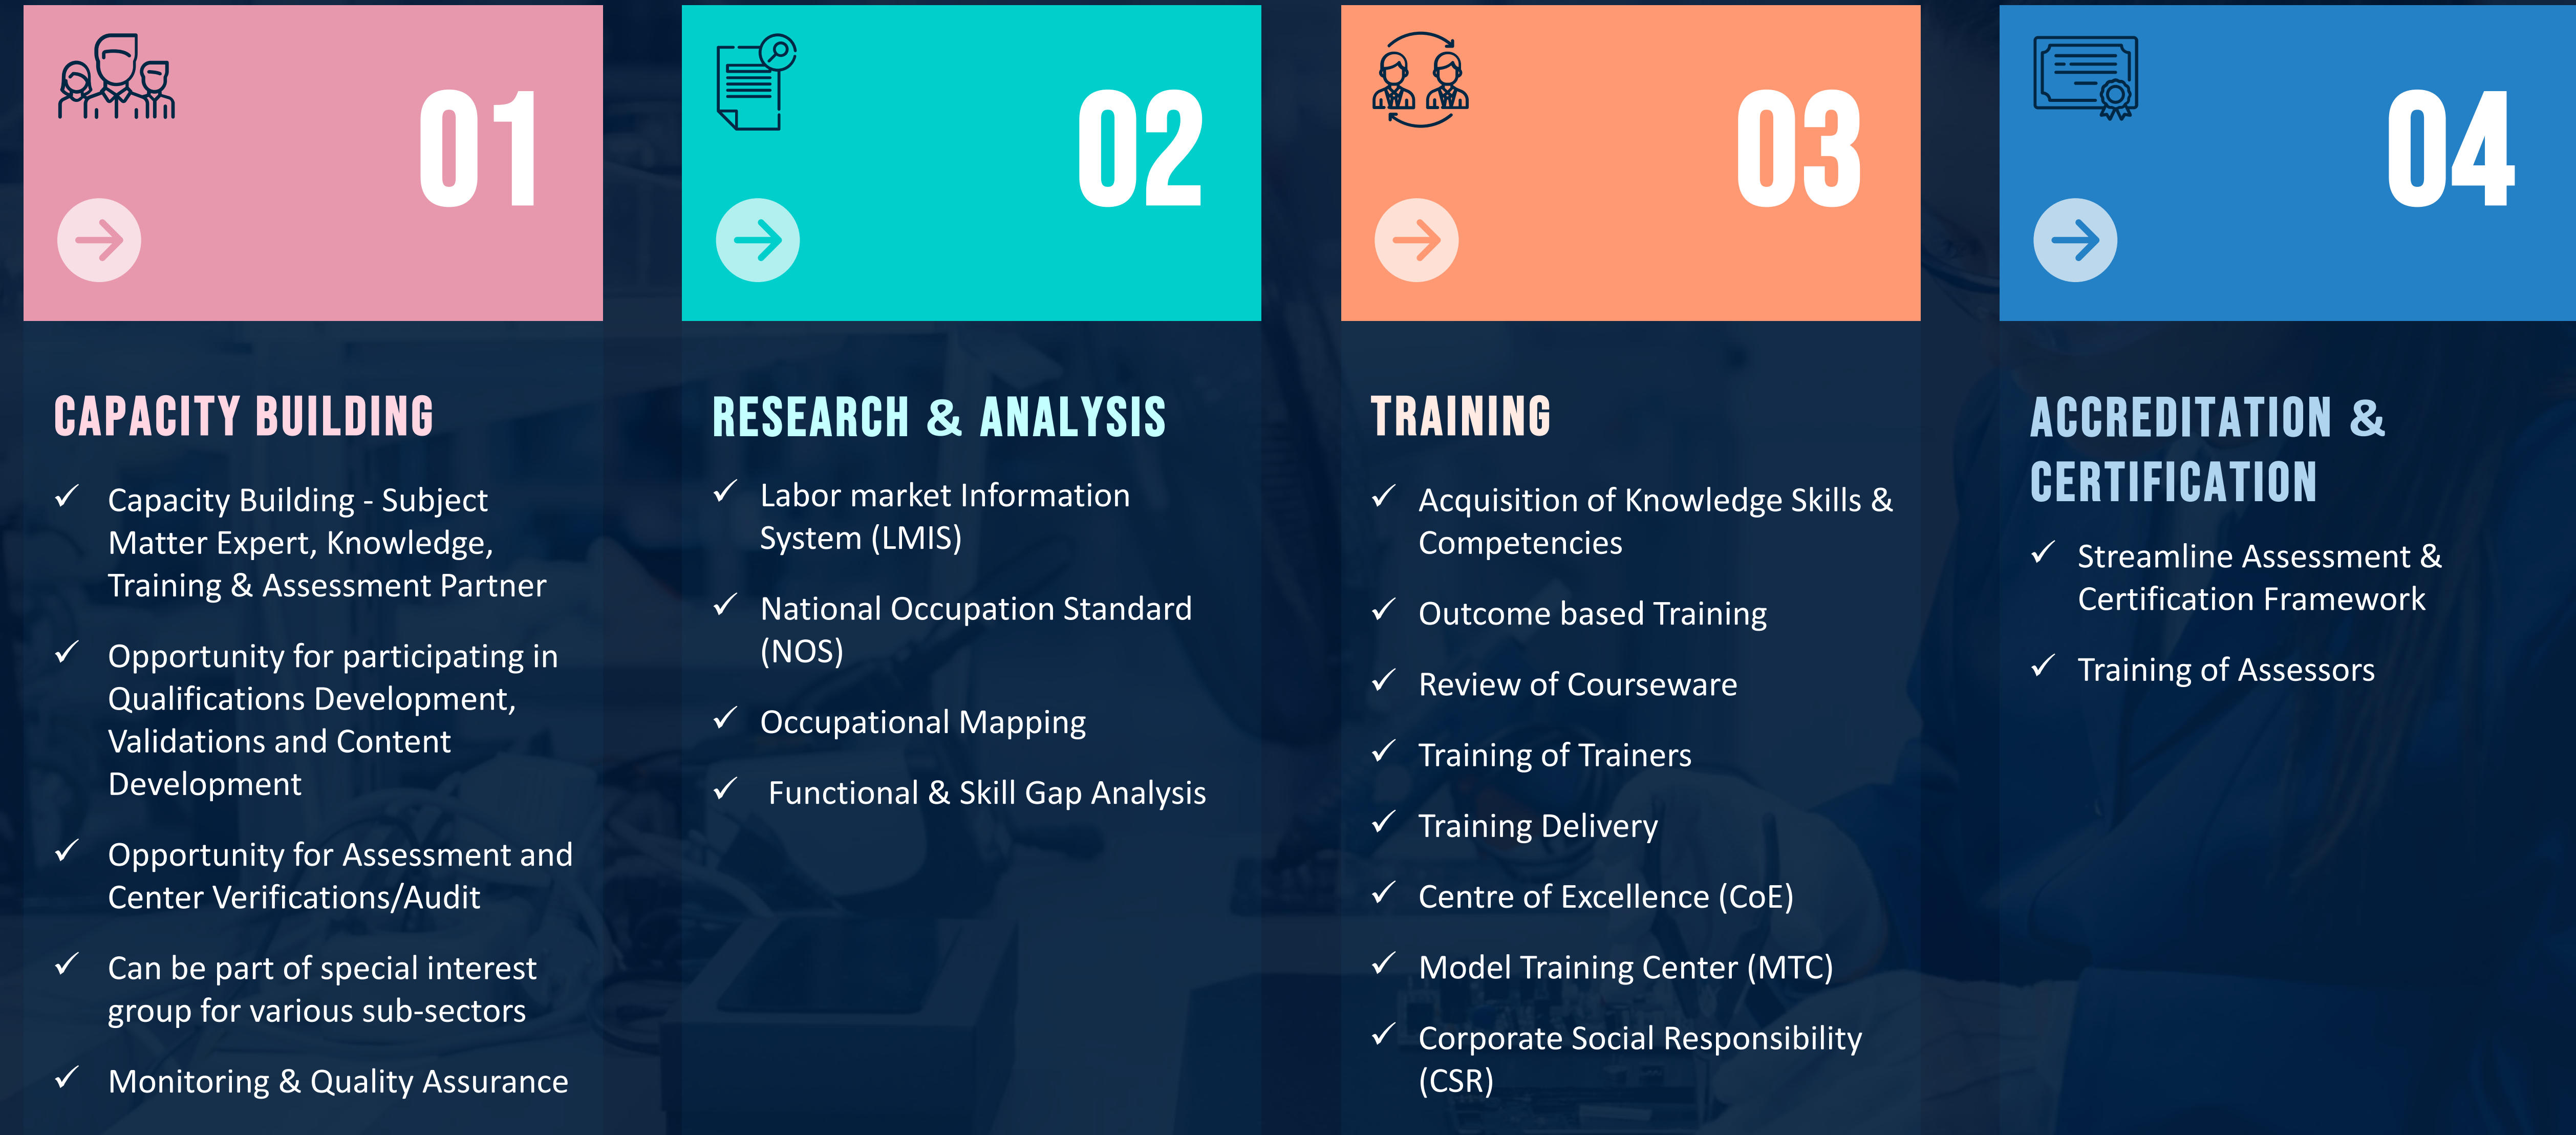 01
CAPACITY BUILDING
Capacity Building - Subject
Matter Expert, Knowledge,
Training & Assessment Partner
Opportunity for participating in
Qualifications Development,
Validations and Content
Development
Opportunity for Assessment and
Center Verifications/Audit
Can be part of special interest
group for various sub-sectors
Monitoring & Quality Assurance
02
RESEARCH & ANALYSIS
Labor market Information
System (LMIS)
National Occupation Standard
(NOS)
Occupational Mapping
Functional & Skill Gap Analysis
03
TRAINING
Acquisition of Knowledge Skills &
Competencies
Outcome based Training
Review of Courseware
Training of Trainers
Training Delivery
Centre of Excellence (CoE)
Model Training Center (MTC)
Corporate Social Responsibility
(CSR)
04
ACCREDITATION &
CERTIFICATION
Streamline Assessment &
Certification Framework
Training of Assessors